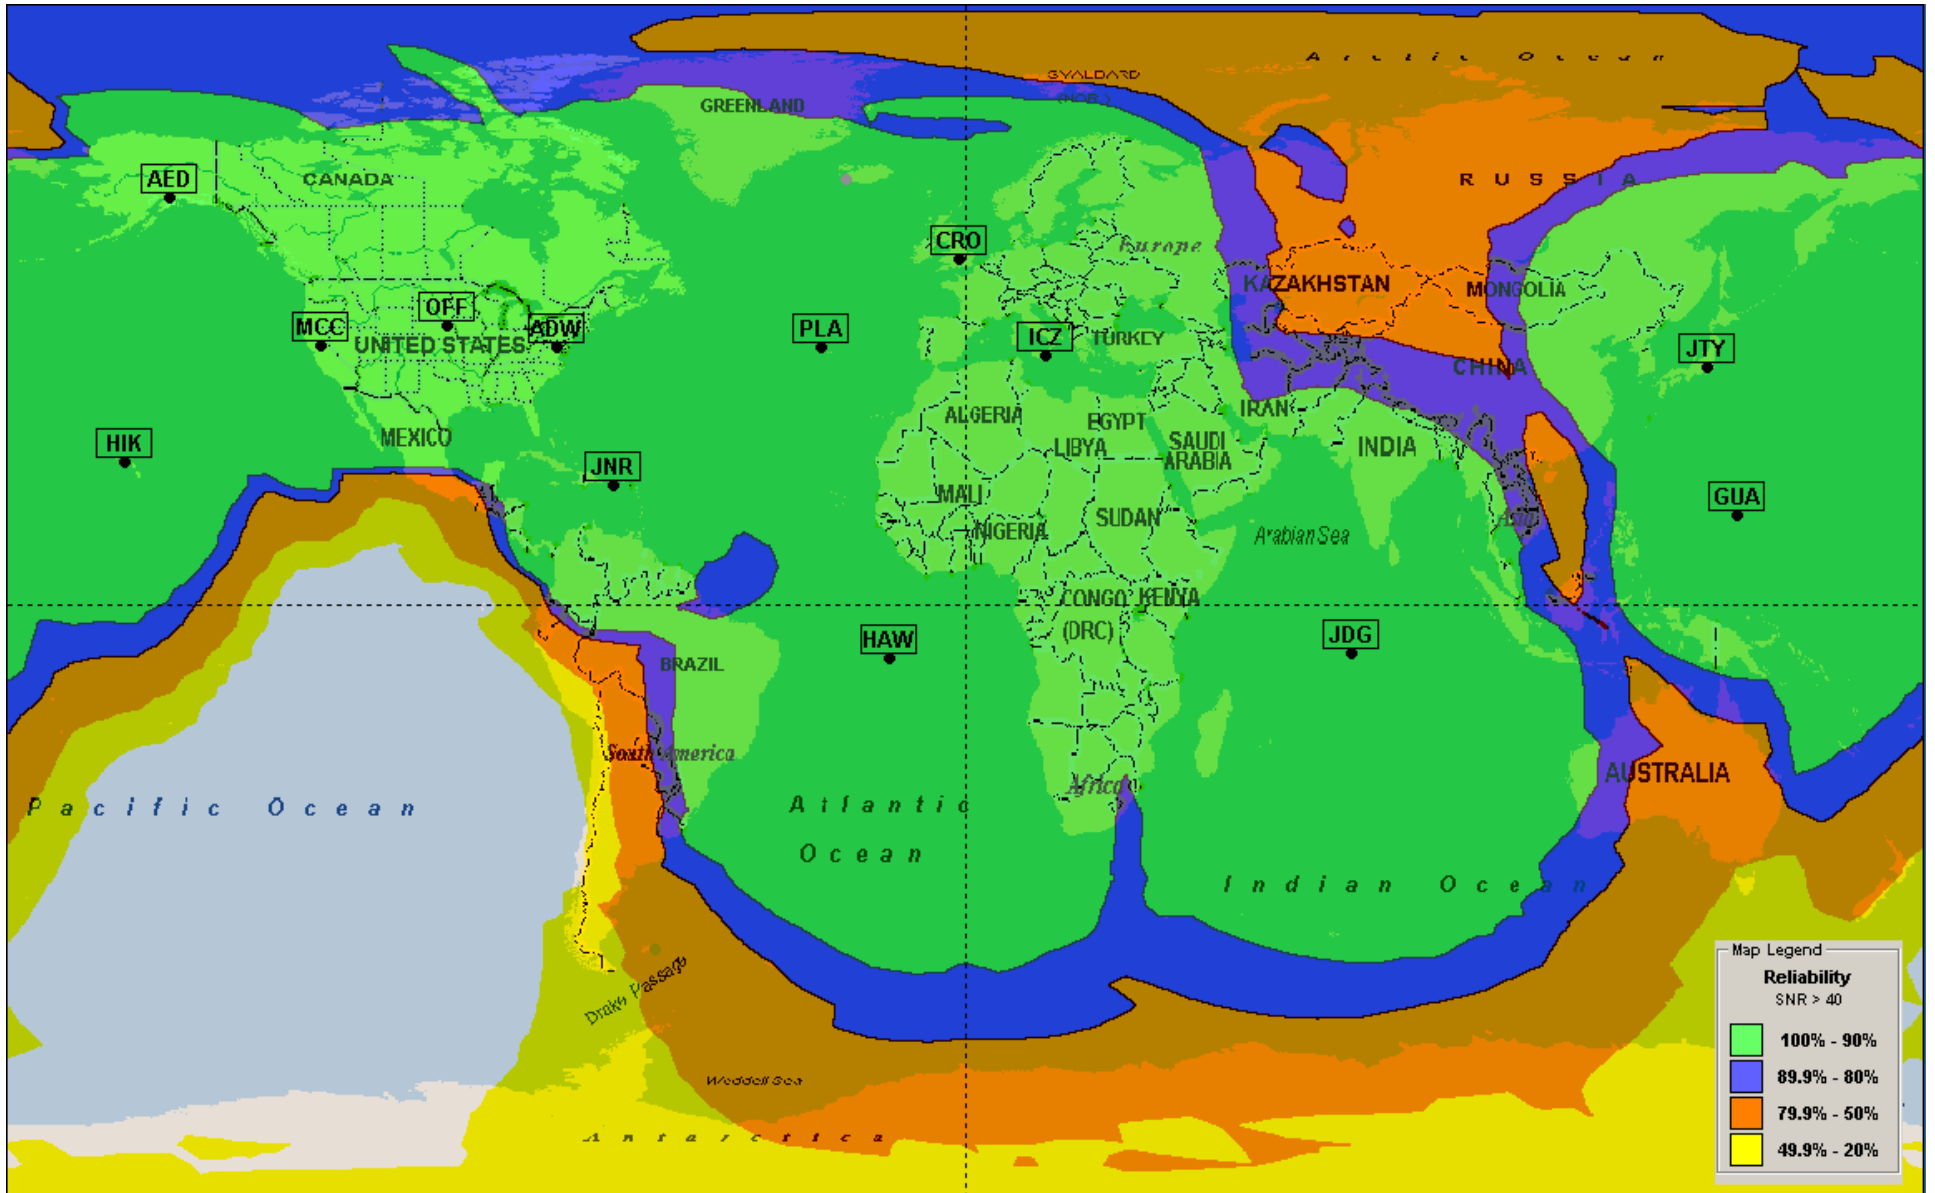 Arctic Ocean
SVALBARD
(NOR.)
GREENLAND
AED
CANADA
RUSSIA
CRO
Europe
KAZAKHSTAN
MONGOLIA
OFF
MCC
ADW
UNITED STATES
PLA
ICZ
TURKEY
JTY
CHINA
IRAN
ALGERIA
EGYPT
LIBYA
SAUDI
ARABIA
INDIA
MEXICO
HIK
JNR
MALI
NIGERIA
SUDAN
Asia
GUA
Arabian Sea
CONGO
(DRC)
KENYA
HAW
JDG
BRAZIL
South America
AUSTRALIA
Africa
Pacific Ocean
Atlantic
Ocean
Indian Ocean
Drake Passage
Weddell Sea
Antarctica
Map Legend
Reliability
SNR > 40
100% - 90%
89.9% - 80%
79.9% - 50%
49.9% - 20%